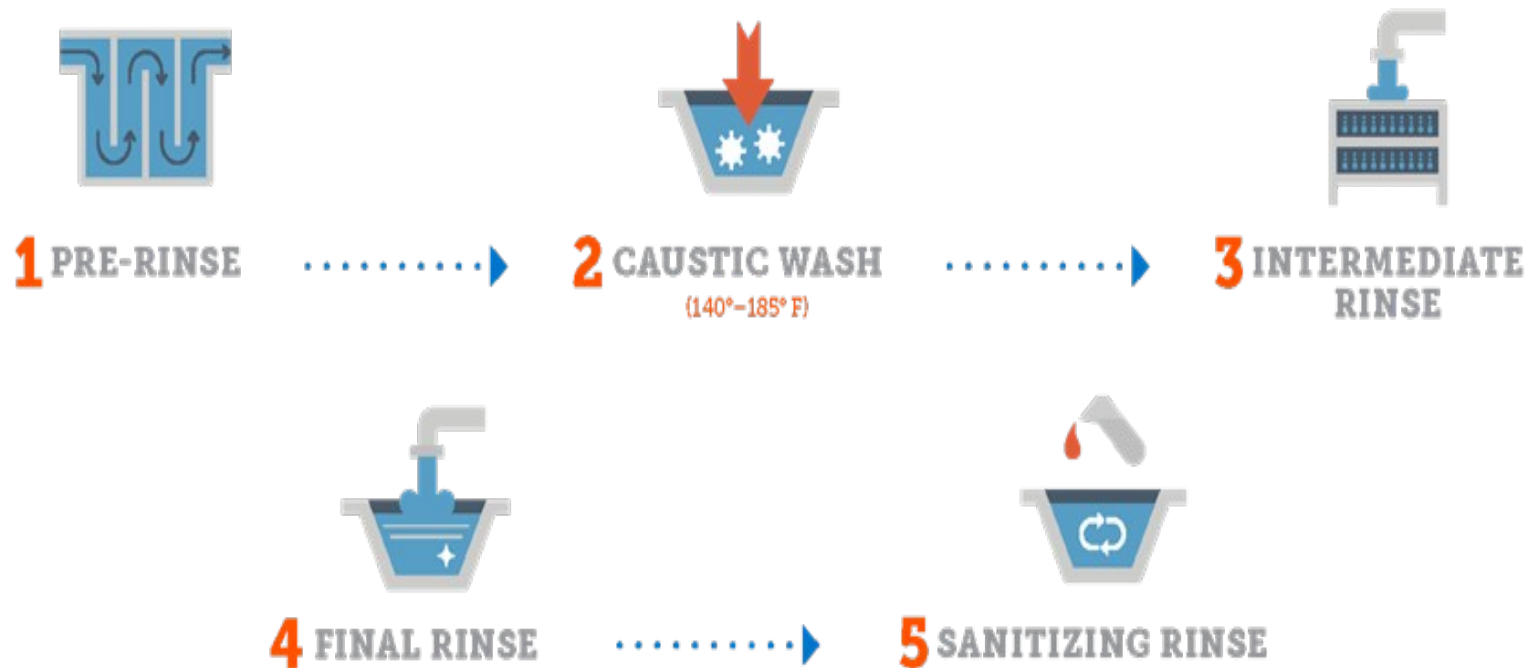 1 PRE-RINSE
2 CAUSTIC WASH
(140°–185° F)
3 INTERMEDIATE
RINSE
4 FINAL RINSE
5 SANITIZING RINSE